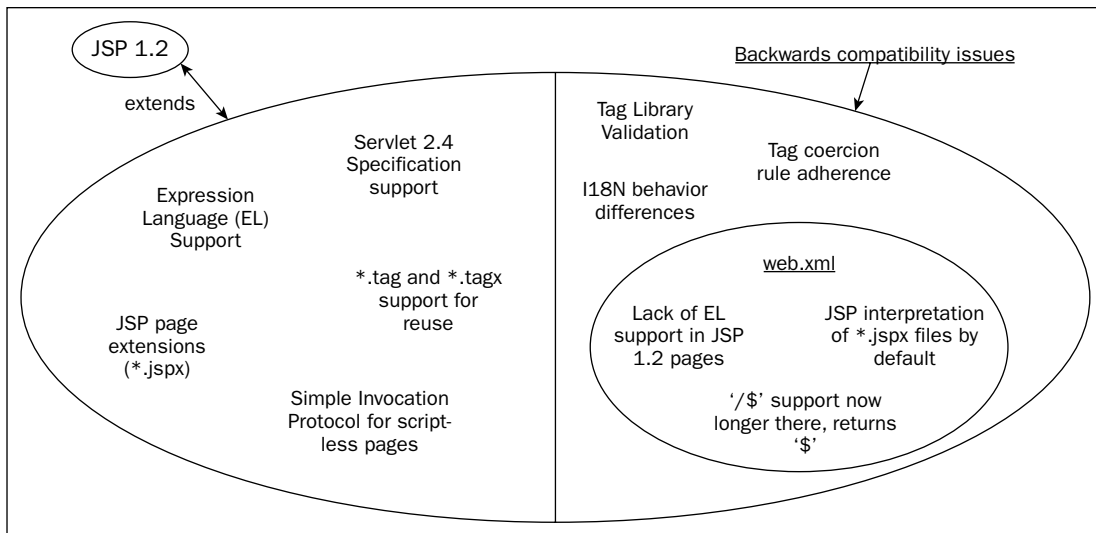 JSP 1.2
extends
Backwards compatibility issues
Servlet 2.4
Specification
support
Expression
Language (EL)
Support
*.tag and *.tagx
support for
reuse
JSP page
extensions
(*.jspx)
Simple Invocation
Protocol for script-
less pages
Tag Library
Validation
Tag coercion
rule adherence
I18N behavior
differences
web.xml
Lack of EL
support in JSP
1.2 pages
JSP interpretation
of *.jspx files by
default
‘/$’ support now
longer there, returns
‘$’